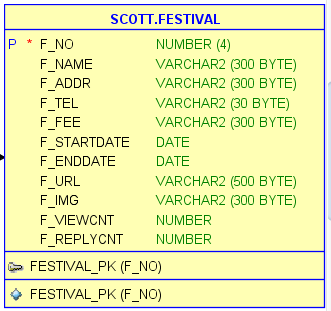 SCOTT.FESTIVAL
P * F_NO NUMBER (4)
F_NAME VARCHAR2 (300 BYTE)
F_ADDR VARCHAR2 (300 BYTE)
F_TEL VARCHAR2 (30 BYTE)
F_FEE VARCHAR2 (300 BYTE)
F_STARTDATE DATE
F_ENDDATE DATE
F_URL VARCHAR2 (500 BYTE)
F_IMG VARCHAR2 (300 BYTE)
F_VIEWCNT NUMBER
F_REPLYCNT NUMBER
FESTIVAL_PK (F_NO)
FESTIVAL_PK (F_NO)